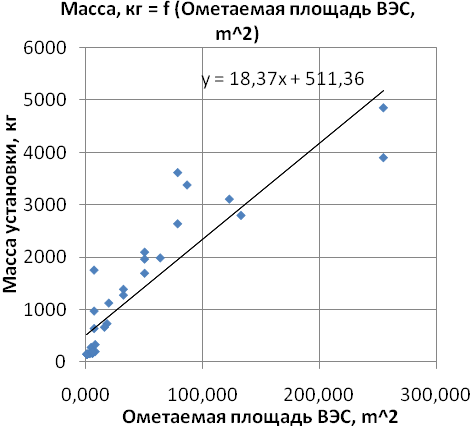 Масса, кг = f (Ометаемая площадь ВЭС,
m^2)
6000
y = 18,37x + 511,36
5000
4000
3000
2000
1000
0
Масса установки, кг
0,000 100,000 200,000 300,000
Ометаемая площадь ВЭС, m^2